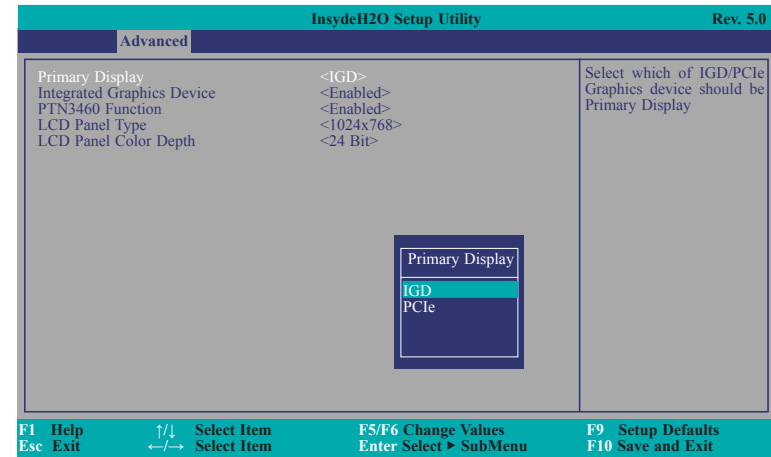 InsydeH2O Setup Utility Rev. 5.0
Advanced
Primary Display <IGD>
Integrated Graphics Device <Enabled>
PTN3460 Function <Enabled>
LCD Panel Type <1024x768>
LCD Panel Color Depth <24 Bit>
Select which of IGD/PCIe
Graphics device should be
Primary Display
Primary Display
IGD
PCIe
F1 Help ↑/↓ Select Item F5/F6 Change Values F9 Setup Defaults
Esc Exit ←/→ Select Item Enter Select ▶ SubMenu F10 Save and Exit